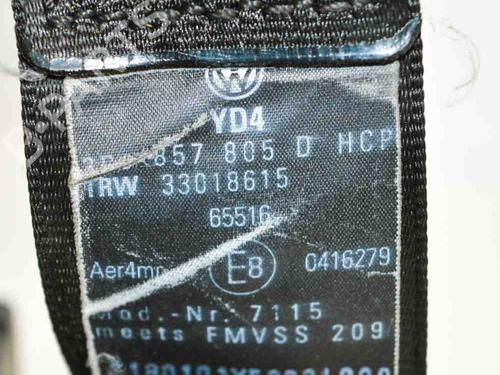 YD4
857 805 D HCP
TRW 33018615
65516
Aer4m
E8
0416279
Mod.-Nr. 7115
meets FMVSS 209